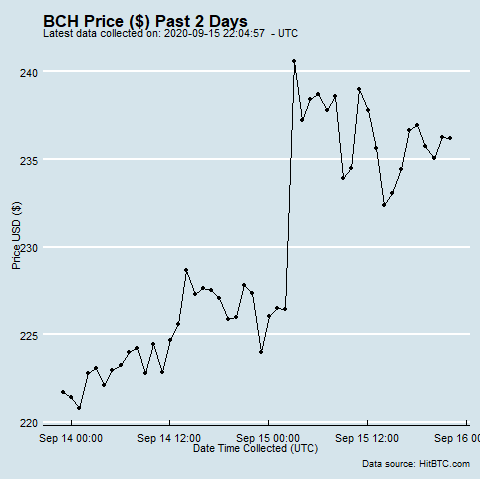 BCH Price ($) Past 2 Days
Latest data collected on: 2020-09-15 22:04:57  - UTC
240
235
230
225
220
Price USD ($)
Sep 14 00:00 Sep 14 12:00 Sep 15 00:00 Sep 15 12:00 Sep 16 00
Date Time Collected (UTC)
Data source: HitBTC.com